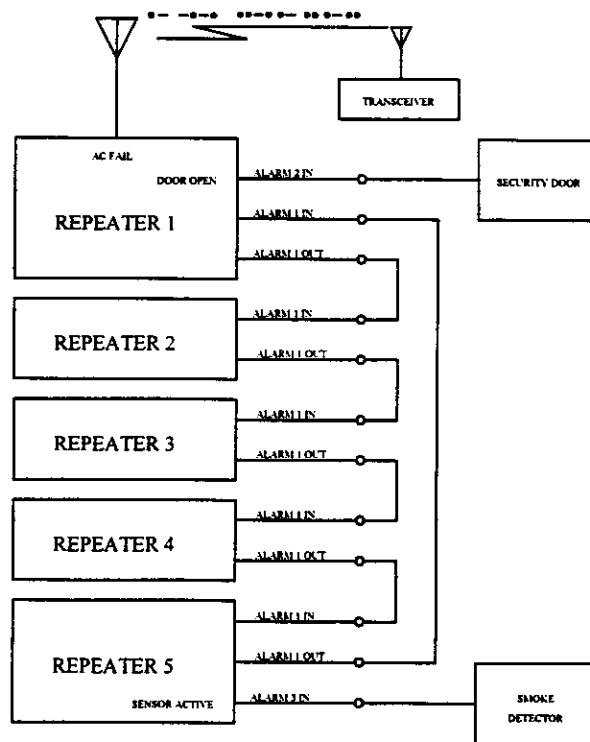 TRANSCEIVER
AC FAIL
DOOR OPEN
ALARM 2 IN
SECURITY DOOR
REPEATER 1
ALARM 1 IN
ALARM 1 OUT
REPEATER 2
ALARM 1 IN
ALARM 1 OUT
REPEATER 3
ALARM 1 IN
ALARM 1 OUT
REPEATER 4
ALARM 1 IN
ALARM 1 OUT
REPEATER 5
ALARM 1 IN
ALARM 1 OUT
SENSOR ACTIVE
ALARM 3 IN
SMOKE
DETECTOR